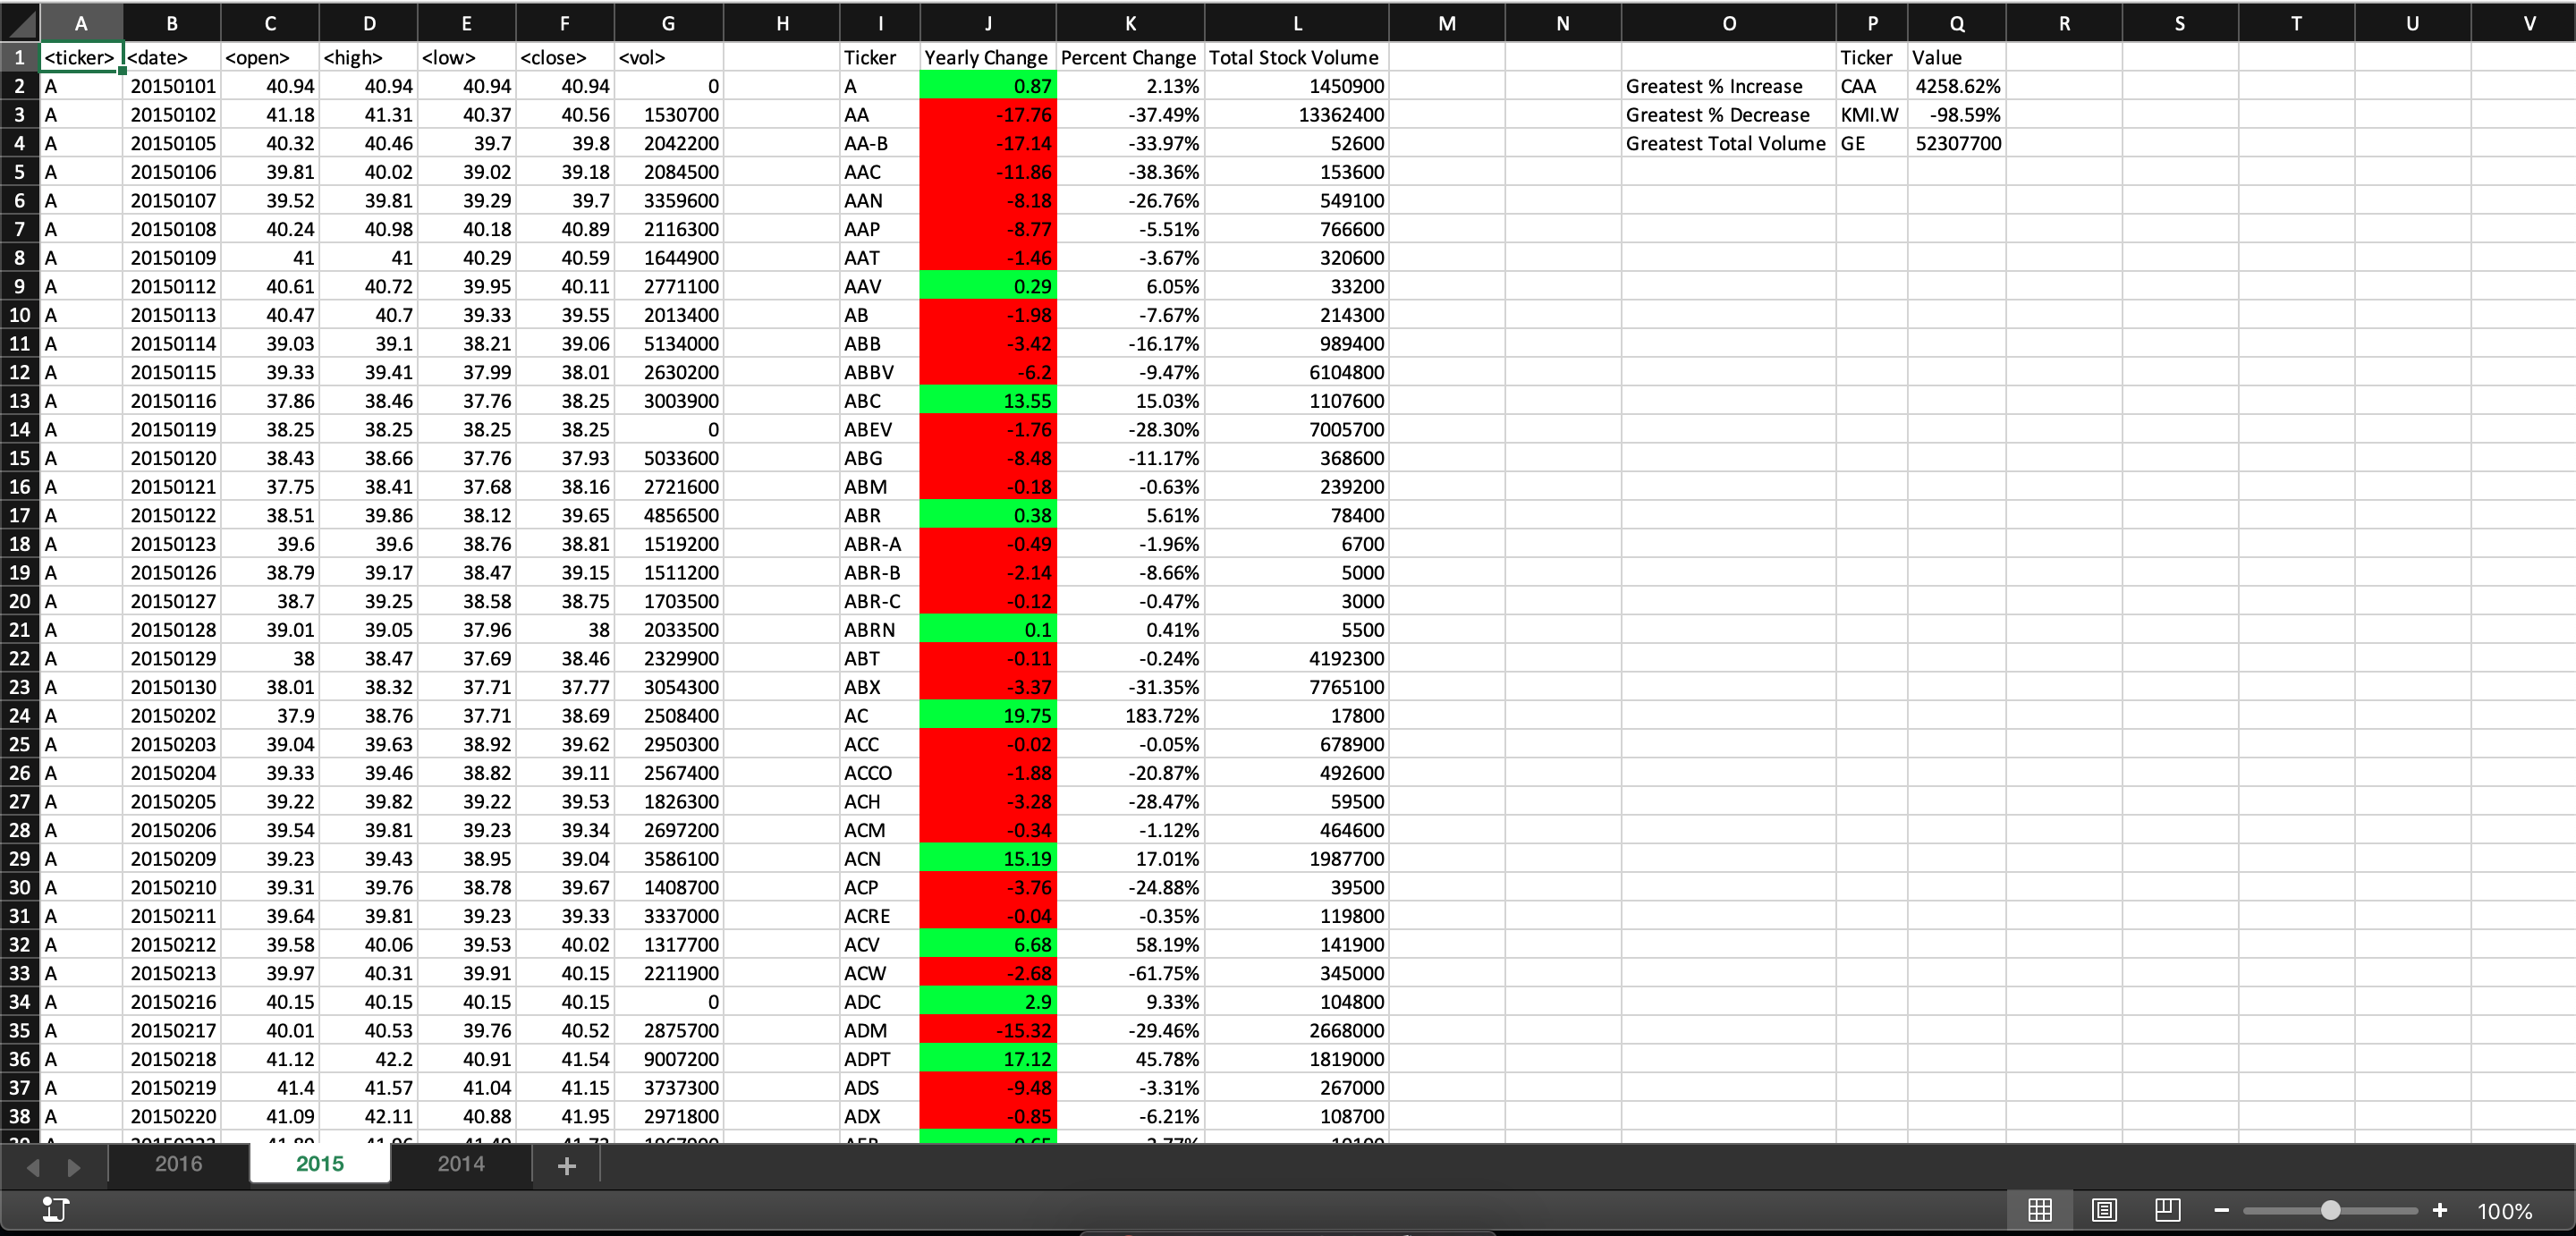 A B C D E F G H I J K L M N O P Q R S T U V
1 <ticker> <date> <open> <high> <low> <close> <vol> Ticker Yearly Change Percent Change Total Stock Volume Ticker Value
2 A 20150101 40.94 40.94 40.94 40.94 0 A 0.87 2.13% 1450900 Greatest % Increase CAA 4258.62%
3 A 20150102 41.18 41.31 40.37 40.56 1530700 AA -17.76 -37.49% 13362400 Greatest % Decrease KMI.W -98.59%
4 A 20150105 40.32 40.46 39.7 39.8 2042200 AA-B -17.14 -33.97% 52600 Greatest Total Volume GE 52307700
5 A 20150106 39.81 40.02 39.02 39.18 2084500 AAC -11.86 -38.36% 153600
6 A 20150107 39.52 39.81 39.29 39.7 3359600 AAN -8.18 -26.76% 549100
7 A 20150108 40.24 40.98 40.18 40.89 2116300 AAP -8.77 -5.51% 766600
8 A 20150109 41 41 40.29 40.59 1644900 AAT -1.46 -3.67% 320600
9 A 20150112 40.61 40.72 39.95 40.11 2771100 AAV 0.29 6.05% 33200
10 A 20150113 40.47 40.7 39.33 39.55 2013400 AB -1.98 -7.67% 214300
11 A 20150114 39.03 39.1 38.21 39.06 5134000 ABB -3.42 -16.17% 989400
12 A 20150115 39.33 39.41 37.99 38.01 2630200 ABBV -6.2 -9.47% 6104800
13 A 20150116 37.86 38.46 37.76 38.25 3003900 ABC 13.55 15.03% 1107600
14 A 20150119 38.25 38.25 38.25 38.25 0 ABEV -1.76 -28.30% 7005700
15 A 20150120 38.43 38.66 37.76 37.93 5033600 ABG -8.48 -11.17% 368600
16 A 20150121 37.75 38.41 37.68 38.16 2721600 ABM -0.18 -0.63% 239200
17 A 20150122 38.51 39.86 38.12 39.65 4856500 ABR 0.38 5.61% 78400
18 A 20150123 39.6 39.6 38.76 38.81 1519200 ABR-A -0.49 -1.96% 6700
19 A 20150126 38.79 39.17 38.47 39.15 1511200 ABR-B -2.14 -8.66% 5000
20 A 20150127 38.7 39.25 38.58 38.75 1703500 ABR-C -0.12 -0.47% 3000
21 A 20150128 39.01 39.05 37.96 38 2033500 ABRN 0.1 0.41% 5500
22 A 20150129 38 38.47 37.69 38.46 2329900 ABT -0.11 -0.24% 4192300
23 A 20150130 38.01 38.32 37.71 37.77 3054300 ABX -3.37 -31.35% 7765100
24 A 20150202 37.9 38.76 37.71 38.69 2508400 AC 19.75 183.72% 17800
25 A 20150203 39.04 39.63 38.92 39.62 2950300 ACC -0.02 -0.05% 678900
26 A 20150204 39.33 39.46 38.82 39.11 2567400 ACCO -1.88 -20.87% 492600
27 A 20150205 39.22 39.82 39.22 39.53 1826300 ACH -3.28 -28.47% 59500
28 A 20150206 39.54 39.81 39.23 39.34 2697200 ACM -0.34 -1.12% 464600
29 A 20150209 39.23 39.43 38.95 39.04 3586100 ACN 15.19 17.01% 1987700
30 A 20150210 39.31 39.76 38.78 39.67 1408700 ACP -3.76 -24.88% 39500
31 A 20150211 39.64 39.81 39.23 39.33 3337000 ACRE -0.04 -0.35% 119800
32 A 20150212 39.58 40.06 39.53 40.02 1317700 ACV 6.68 58.19% 141900
33 A 20150213 39.97 40.31 39.91 40.15 2211900 ACW -2.68 -61.75% 345000
34 A 20150216 40.15 40.15 40.15 40.15 0 ADC 2.9 9.33% 104800
35 A 20150217 40.01 40.53 39.76 40.52 2875700 ADM -15.32 -29.46% 2668000
36 A 20150218 41.12 42.2 40.91 41.54 9007200 ADPT 17.12 45.78% 1819000
37 A 20150219 41.4 41.57 41.04 41.15 3737300 ADS -9.48 -3.31% 267000
38 A 20150220 41.09 42.11 40.88 41.95 2971800 ADX -0.85 -6.21% 108700
2016 2015 2014 +
100%